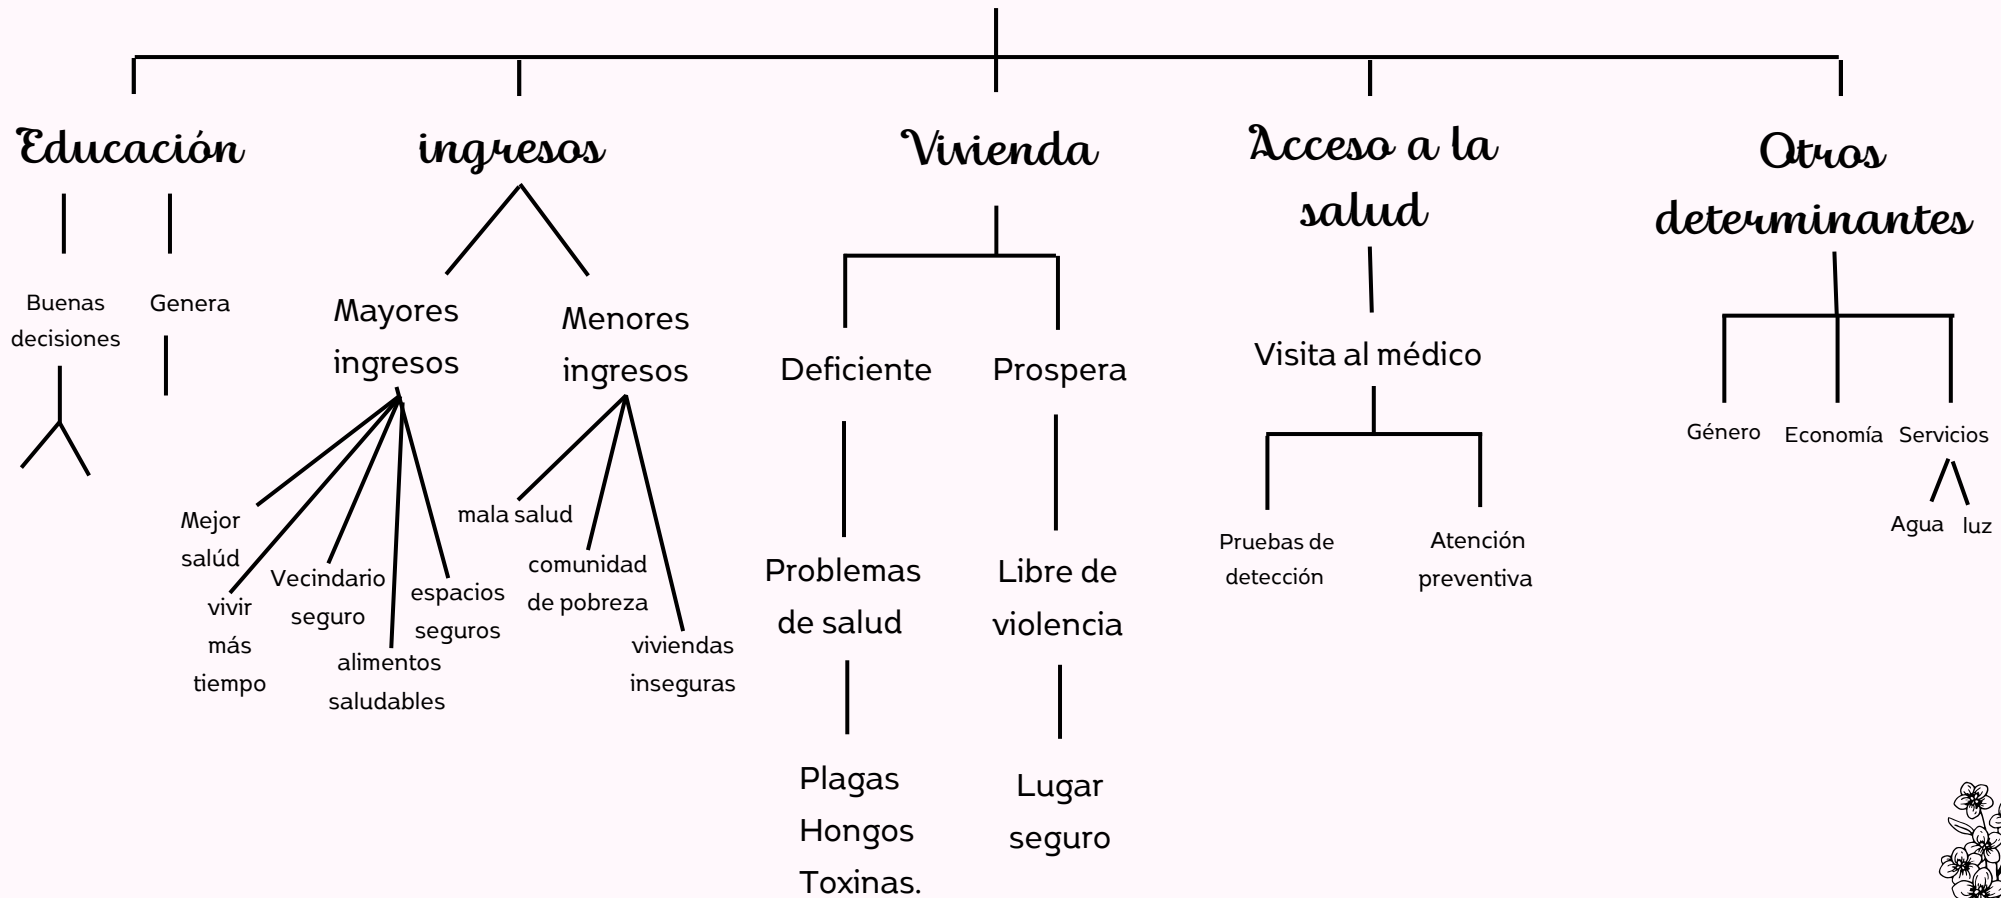 Educación
Buenas
decisiones
Genera
ingresos
Mayores
ingresos
Mejor
salúd
vivir
más
tiempo
Vecindario
seguro
alimentos
saludables
espacios
seguros
Menores
ingresos
mala salud
comunidad
de pobreza
viviendas
inseguras
Vivienda
Deficiente
Problemas
de salud
Plagas
Hongos
Toxinas.
Prospera
Libre de
violencia
Lugar
seguro
Acceso a la
salud
Visita al médico
Pruebas de
detección
Atención
preventiva
Otros
determinantes
Género
Economía
Servicios
Agua
luz